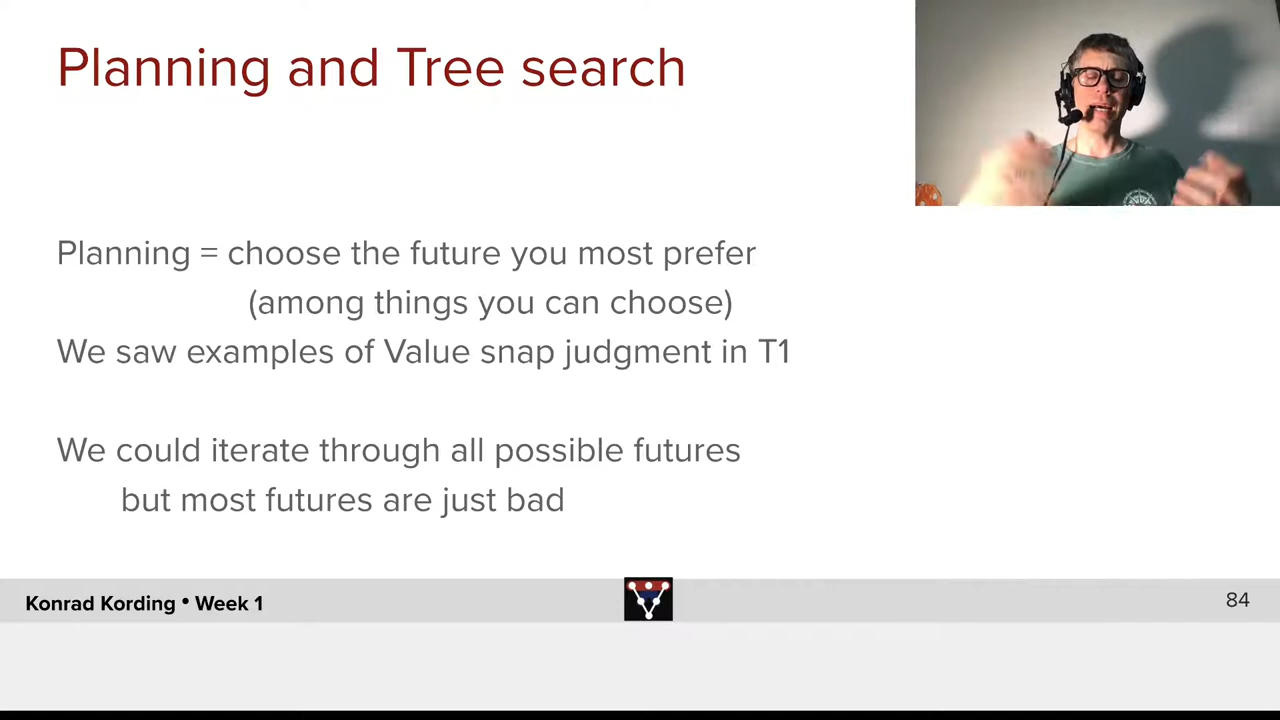 Planning and Tree search
Planning = choose the future you most prefer
(among things you can choose)
We saw examples of Value snap judgment in T1
We could iterate through all possible futures
but most futures are just bad
Konrad Kording • Week 1
84